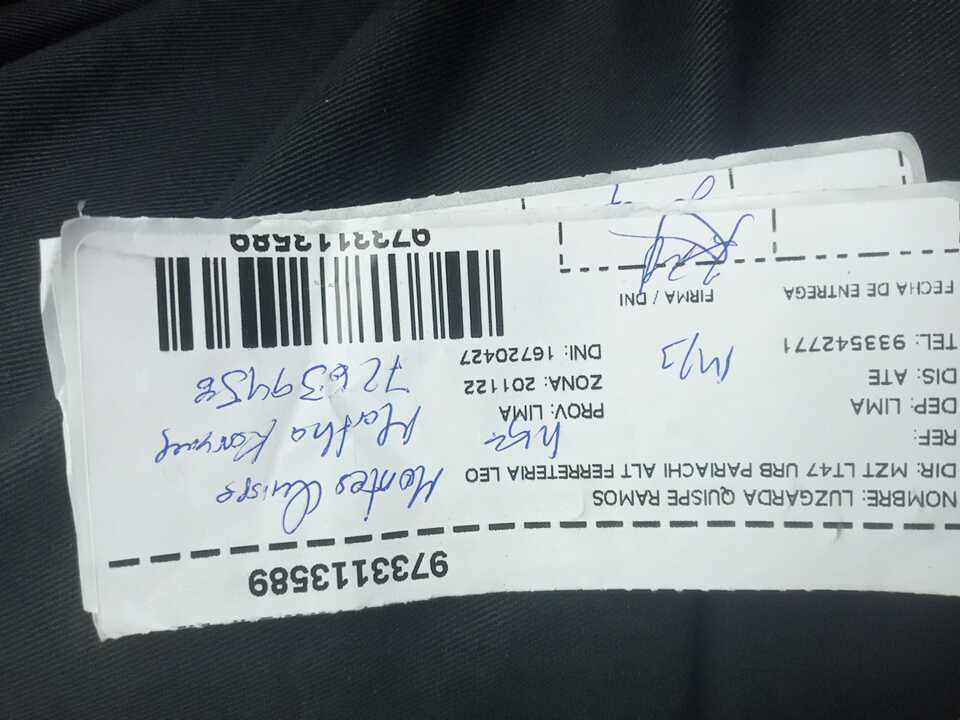 9733113589
NOMBRE: LUZGARDA QUISPE RAMOS
DIR: MZT LT47 URB PARIACHI ALT FERRETERIA LEO
REF:
DEP: LIMA PROV: LIMA
DIS: ATE ZONA: 201122
TEL: 933542771 DNI: 16720427
Montes Quispe
Martha
72639458
FECHA DE ENTREGA FIRMA / DNI
9733113589